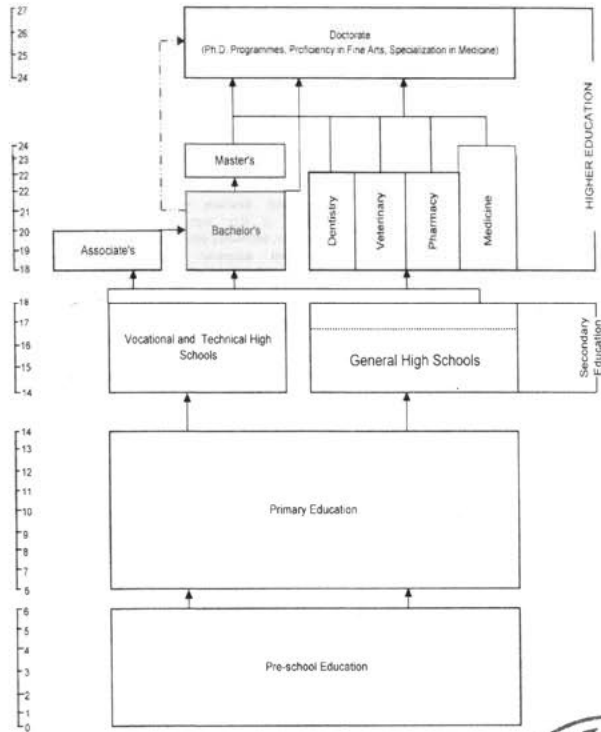 27
26
25
24
Doctorate
(Ph.D. Programmes, Proficiency in Fine Arts, Specialization in Medicine)
HIGHER EDUCATION
24
23
22
21
20
19
18
Master's
Bachelor's
Associate's
Dentistry
Veterinary
Pharmacy
Medicine
18
17
16
15
14
Vocational and Technical High
Schools
General High Schools
Secondary
Education
14
13
12
11
10
9
8
7
Primary Education
6
5
4
3
2
1
0
Pre-school Education